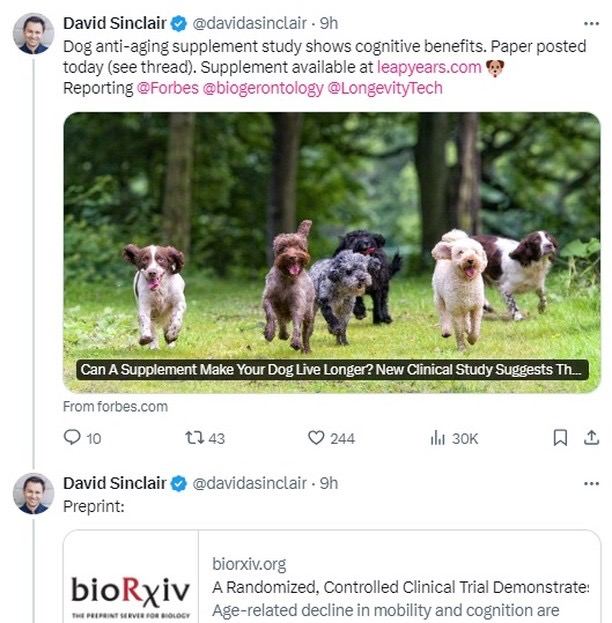 David Sinclair @davidasinclair · 9h
Dog anti-aging supplement study shows cognitive benefits. Paper posted
today (see thread). Supplement available at leapyears.com 🐶
Reporting @Forbes @biogerontology @LongevityTech
Can A Supplement Make Your Dog Live Longer? New Clinical Study Suggests Th...
From forbes.com
10 43 244 30K
David Sinclair @davidasinclair · 9h
Preprint:
biorxiv.org
bioRxiv
THE PREPRINT SERVER FOR BIOLOGY
A Randomized, Controlled Clinical Trial Demonstrates
Age-related decline in mobility and cognition are